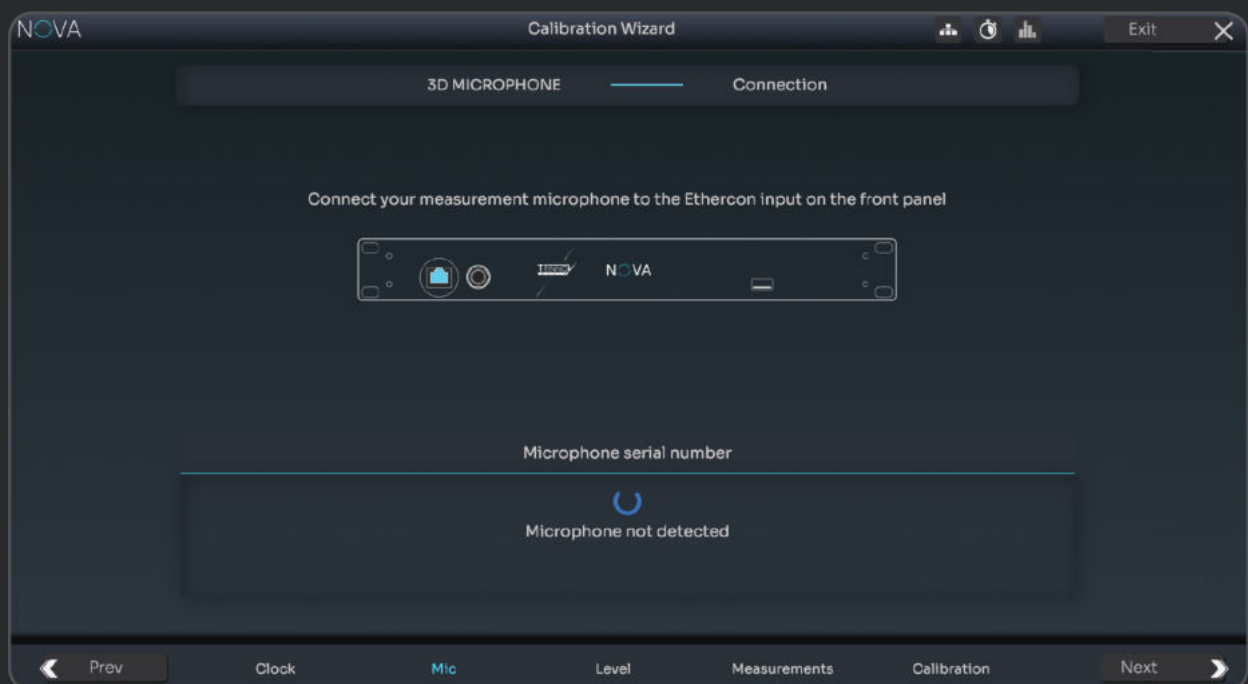 NOVA
Calibration Wizard
Exit
3D MICROPHONE
Connection
Connect your measurement microphone to the Ethercon input on the front panel
TRINNOV
NOVA
Microphone serial number
Microphone not detected
Prev
Clock
Mic
Level
Measurements
Calibration
Next